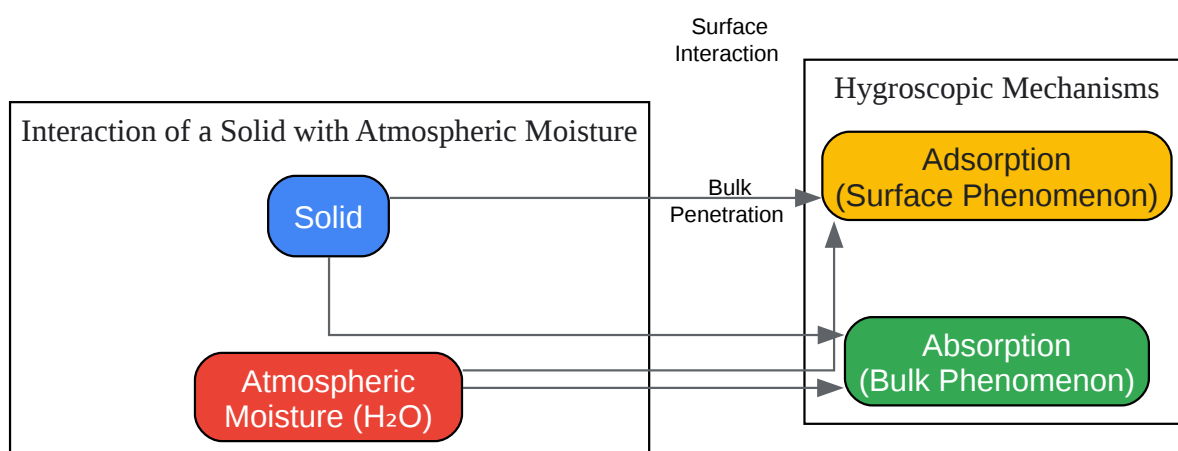 Surface
Interaction
Hygroscopic Mechanisms
Interaction of a Solid with Atmospheric Moisture
Adsorption
(Surface Phenomenon)
Solid
Bulk
Penetration
Absorption
(Bulk Phenomenon)
Atmospheric
Moisture (H₂O)